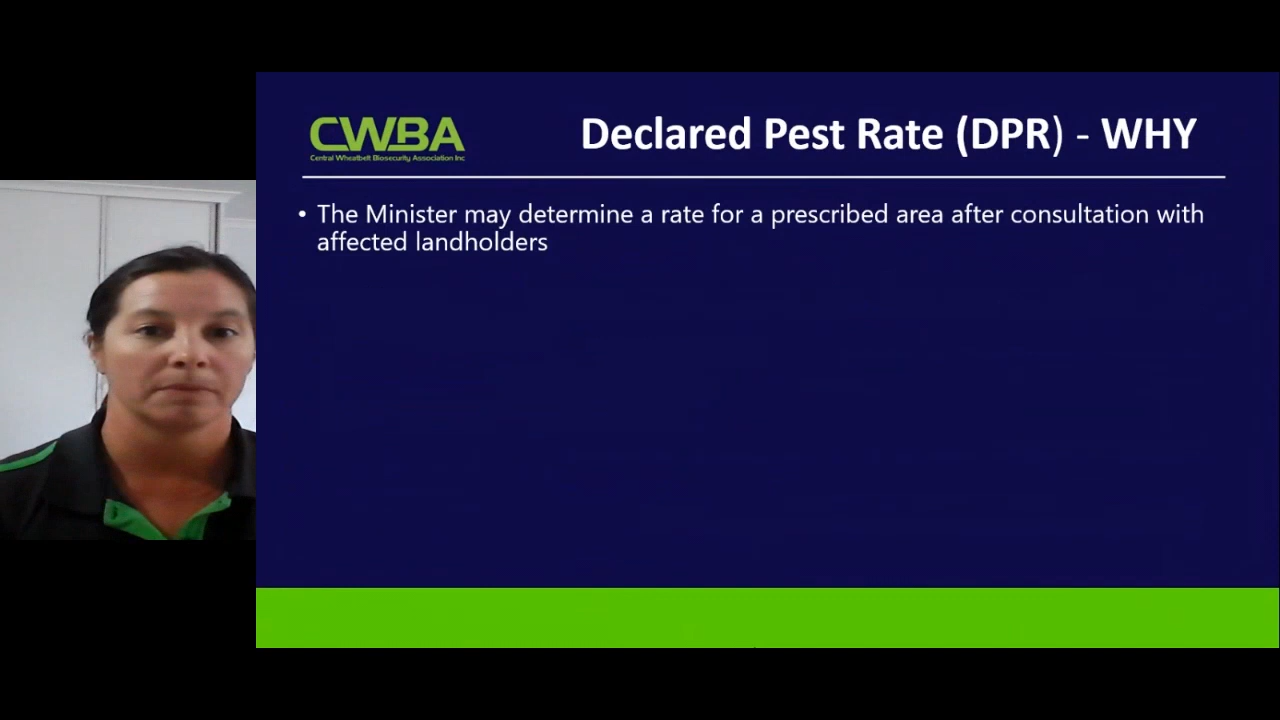 CWBA
Central Wheatbelt Biosecurity Association Inc
Declared Pest Rate (DPR) - WHY
• The Minister may determine a rate for a prescribed area after consultation with
affected landholders